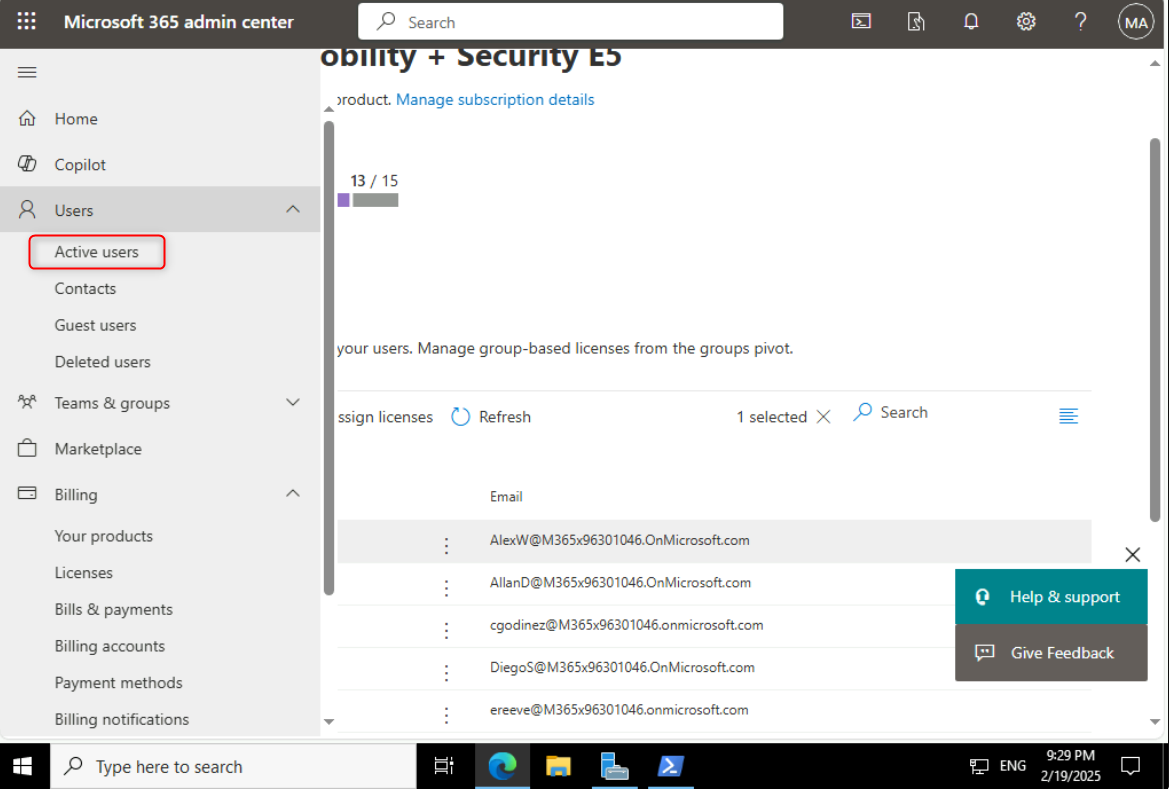 Microsoft 365 admin center
Search
MA
obility + Security E5
product. Manage subscription details
Home
Copilot
13 / 15
Users
Active users
Contacts
Guest users
your users. Manage group-based licenses from the groups pivot.
Deleted users
Teams & groups
ssign licenses
Refresh
1 selected
Search
Marketplace
Billing
Email
Your products
AlexW@M365x96301046.OnMicrosoft.com
Licenses
AllanD@M365x96301046.OnMicrosoft.com
Help & support
Bills & payments
cgodinez@M365x96301046.onmicrosoft.com
Billing accounts
Give Feedback
DiegoS@M365x96301046.OnMicrosoft.com
Payment methods
ereeve@M365x96301046.onmicrosoft.com
Billing notifications
Type here to search
ENG
9:29 PM
2/19/2025